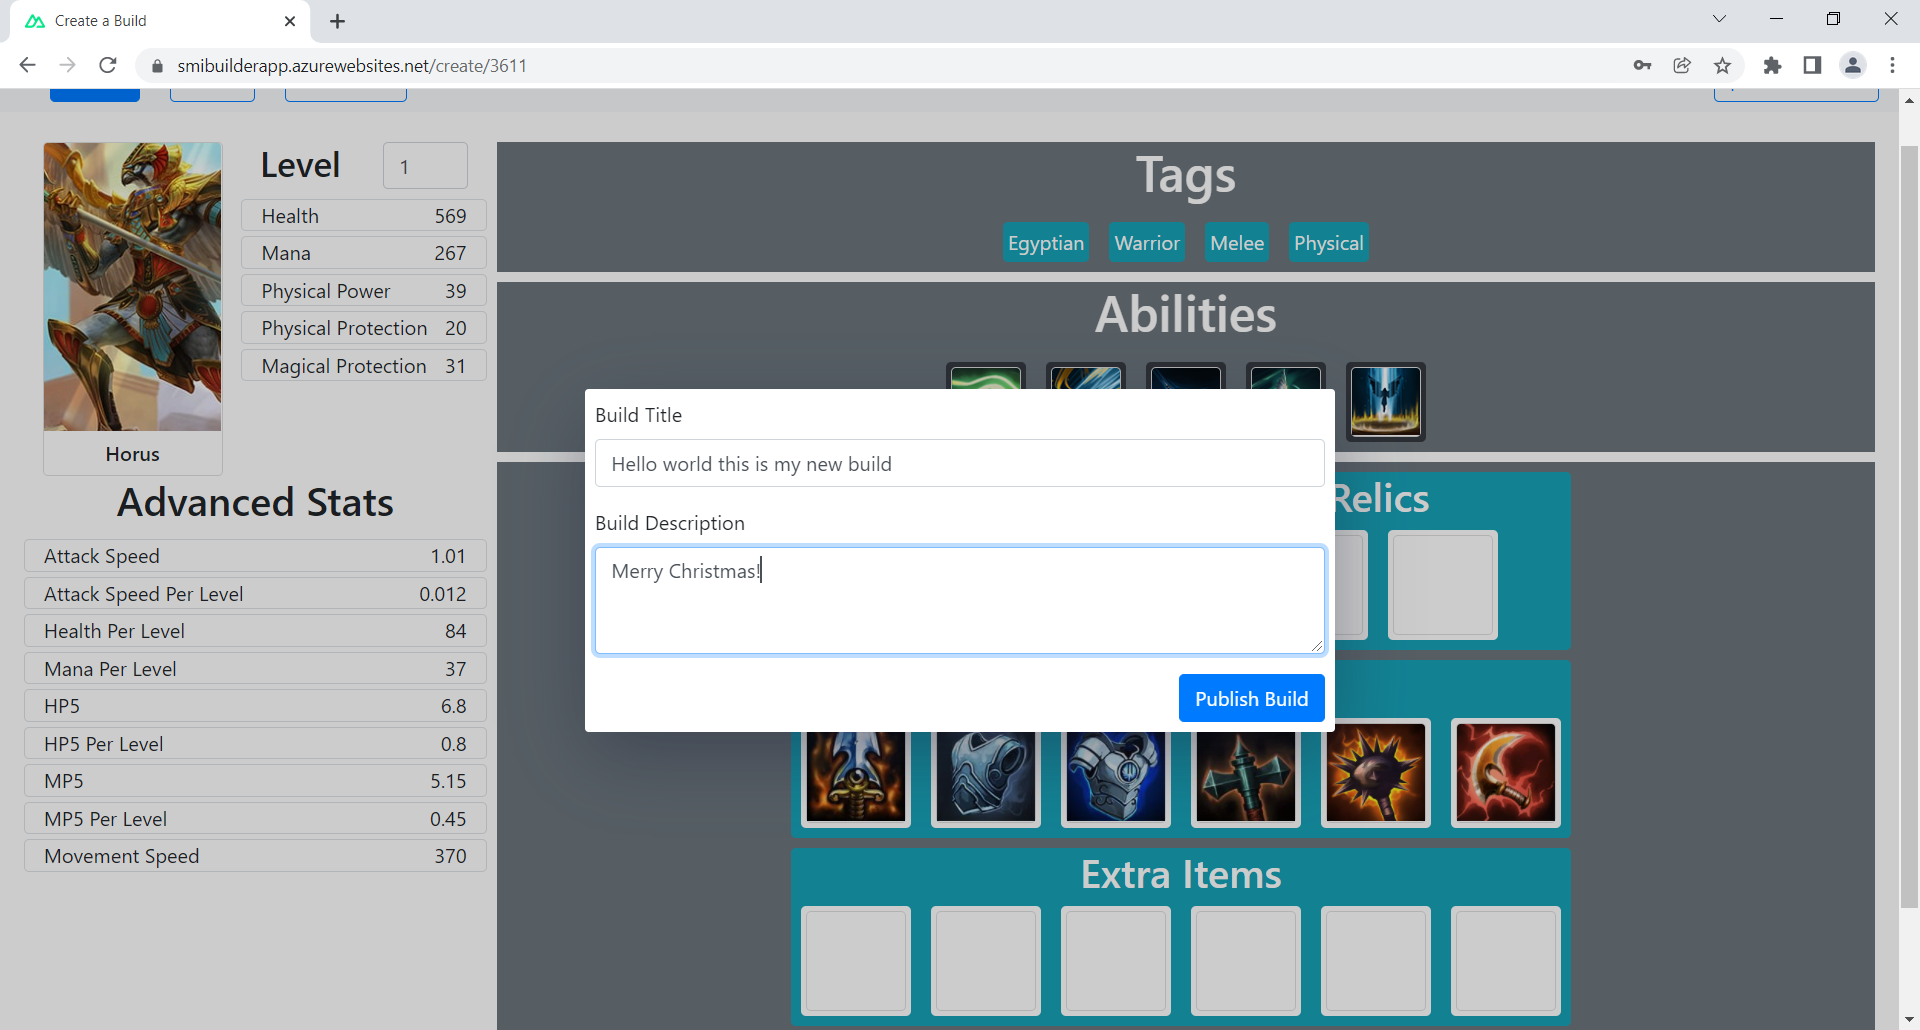 Create a Build
smibuilderapp.azurewebsites.net/create/3611
Level 1
Health 569
Mana 267
Physical Power 39
Physical Protection 20
Magical Protection 31
Horus
Advanced Stats
Attack Speed 1.01
Attack Speed Per Level 0.012
Health Per Level 84
Mana Per Level 37
HP5 6.8
HP5 Per Level 0.8
MP5 5.15
MP5 Per Level 0.45
Movement Speed 370
Tags
Egyptian Warrior Melee Physical
Abilities
Build Title
Hello world this is my new build
Build Description
Merry Christmas!
Publish Build
Relics
Extra Items